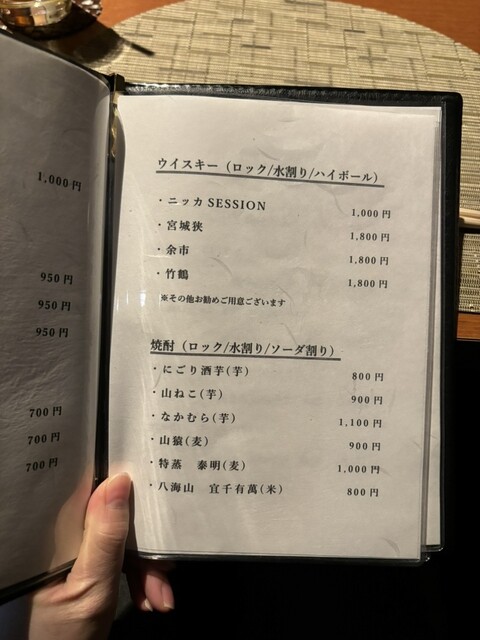 1,000円
950円
950円
950円
700円
700円
700円
ウイスキー（ロック/水割り/ハイボール）
・ニッカ SESSION 1,000円
・宮城狭 1,800円
・余市 1,800円
・竹鶴 1,800円
※その他お勧めご用意ございます
焼酎（ロック/水割り/ソーダ割り）
・にごり酒芋(芋) 800円
・山ねこ(芋) 900円
・なかむら(芋) 1,100円
・山猿(麦) 900円
・特蒸　泰明(麦) 1,000円
・八海山　宜千有萬(米) 800円